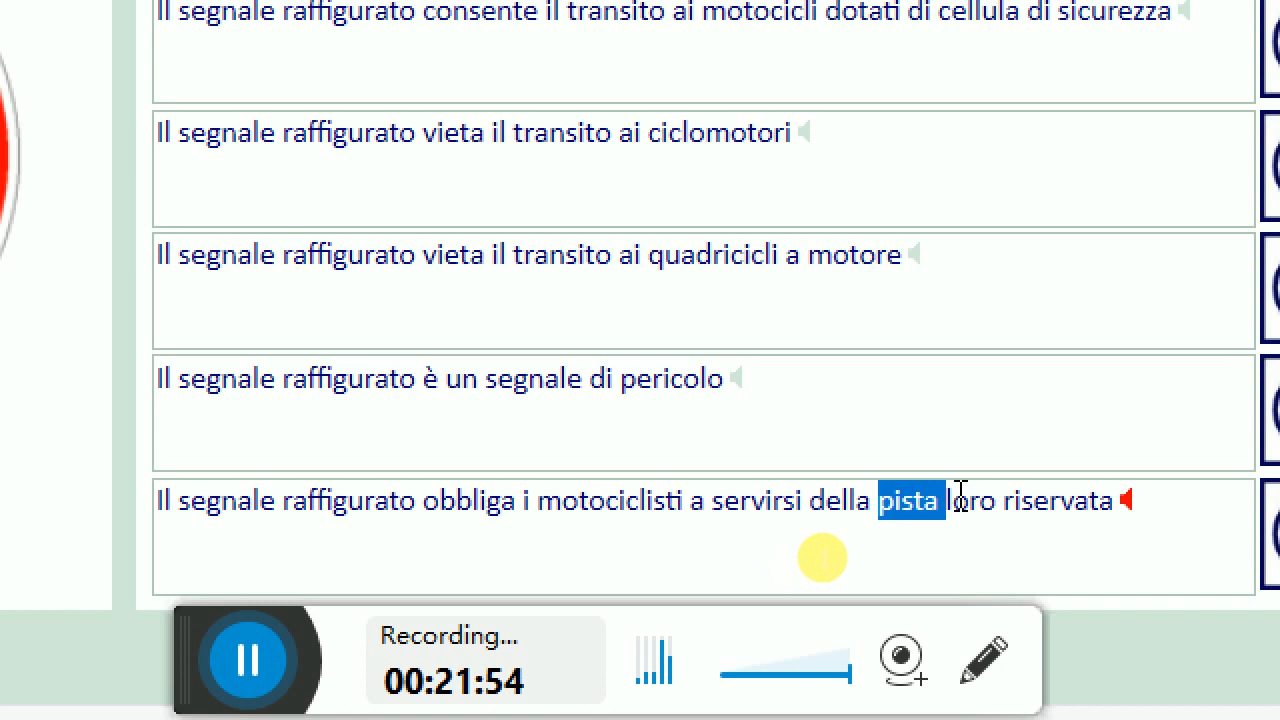 Il segnale raffigurato consente il transito ai motocicli dotati di cellula di sicurezza
Il segnale raffigurato vieta il transito ai ciclomotori
Il segnale raffigurato vieta il transito ai quadricicli a motore
Il segnale raffigurato è un segnale di pericolo
Il segnale raffigurato obbliga i motociclisti a servirsi della pista loro riservata
Recording...
00:21:54